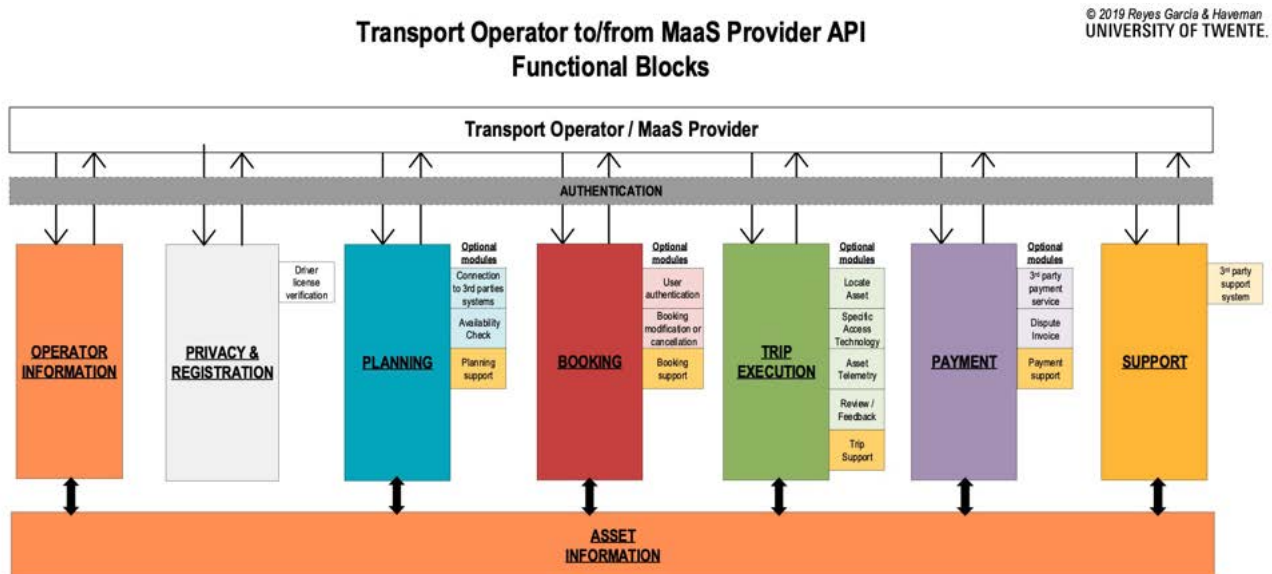 © 2019 Reyes Garcia & Haveman
UNIVERSITY OF TWENTE.
Transport Operator to/from MaaS Provider API
Functional Blocks
Transport Operator / MaaS Provider
AUTHENTICATION
OPERATOR
INFORMATION
PRIVACY &
REGISTRATION
Driver
license
verification
PLANNING
Optional
modules
Connection
to 3rd parties
systems
Availability
Check
Planning
support
BOOKING
Optional
modules
User
authentication
Booking
modification or
cancellation
Booking
support
TRIP
EXECUTION
Optional
modules
Locate
Asset
Specific
Access
Technology
Asset
Telemetry
Review /
Feedback
Trip
Support
PAYMENT
Optional
modules
3rd party
payment
service
Dispute
Invoice
Payment
support
SUPPORT
3rd party
support
system
ASSET
INFORMATION